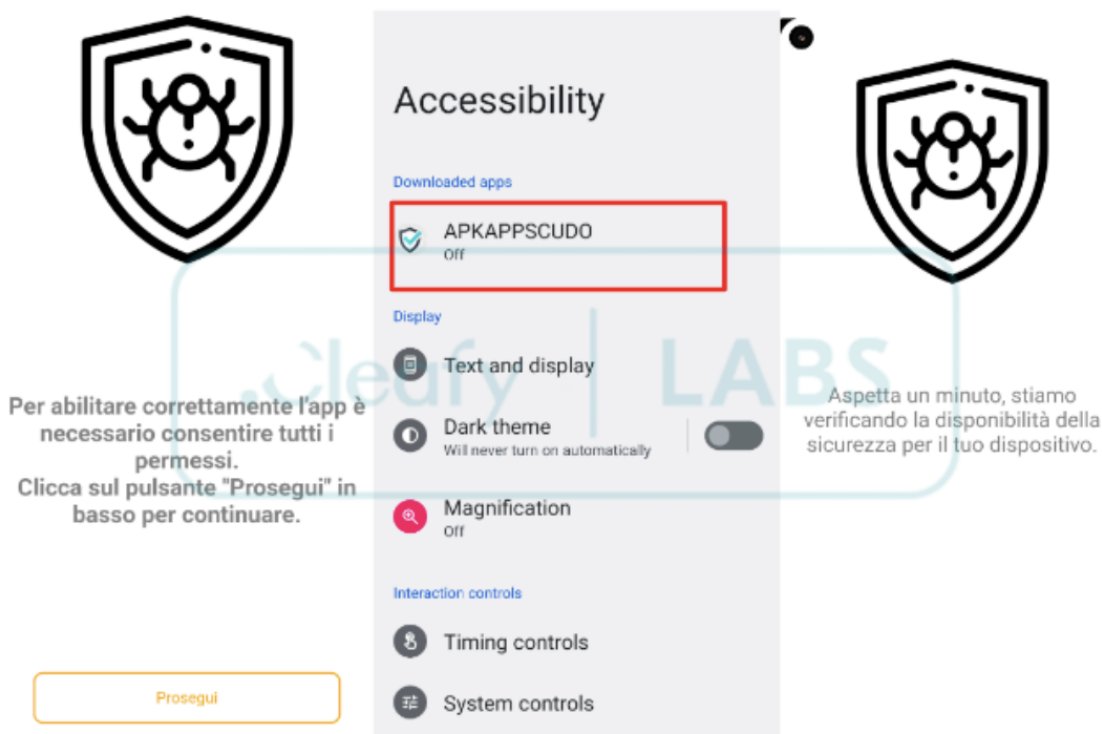 Per abilitare correttamente l'app è
necessario consentire tutti i
permessi.
Clicca sul pulsante "Prosegui" in
basso per continuare.
Prosegui
Accessibility
Downloaded apps
APKAPPSCUDO
Off
Display
Text and display
Dark theme
Will never turn on automatically
Magnification
Off
Interaction controls
Timing controls
System controls
Aspetta un minuto, stiamo
verificando la disponibilità della
sicurezza per il tuo dispositivo.
Cleafy | LABS